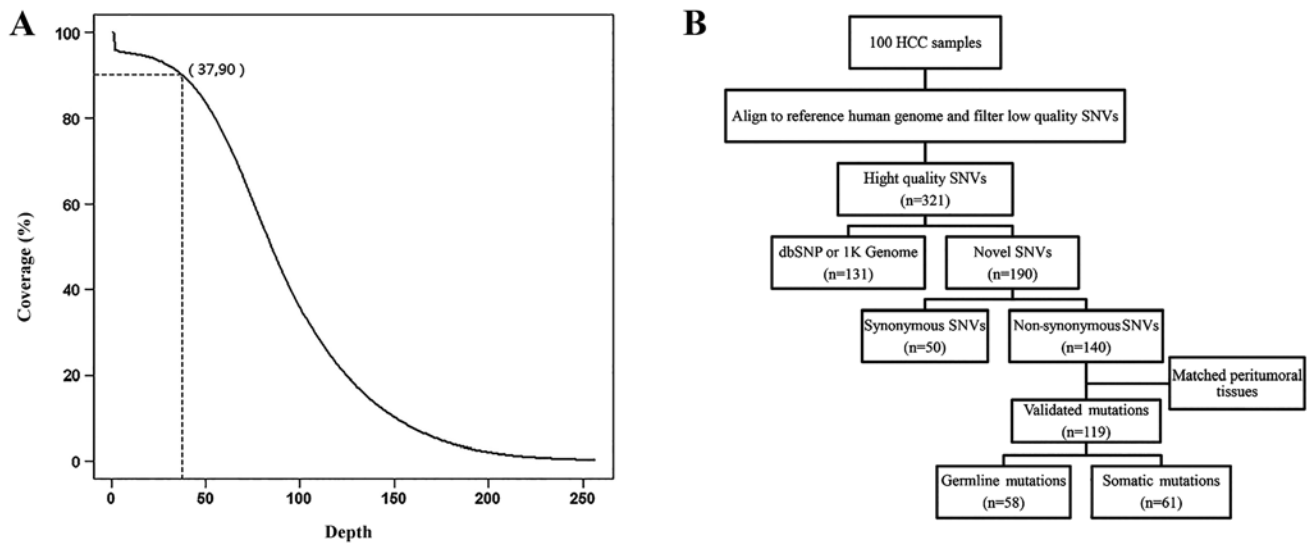 A
100
80
60
40
20
0
Coverage (%)
( 37,90 )
0 50 100 150 200 250
Depth
B
100 HCC samples
Align to reference human genome and filter low quality SNVs
Hight quality SNVs
(n=321)
dbSNP or 1K Genome
(n=131)
Novel SNVs
(n=190)
Synonymous SNVs
(n=50)
Non-synonymous SNVs
(n=140)
Matched peritumoral
tissues
Validated mutations
(n=119)
Germline mutations
(n=58)
Somatic mutations
(n=61)